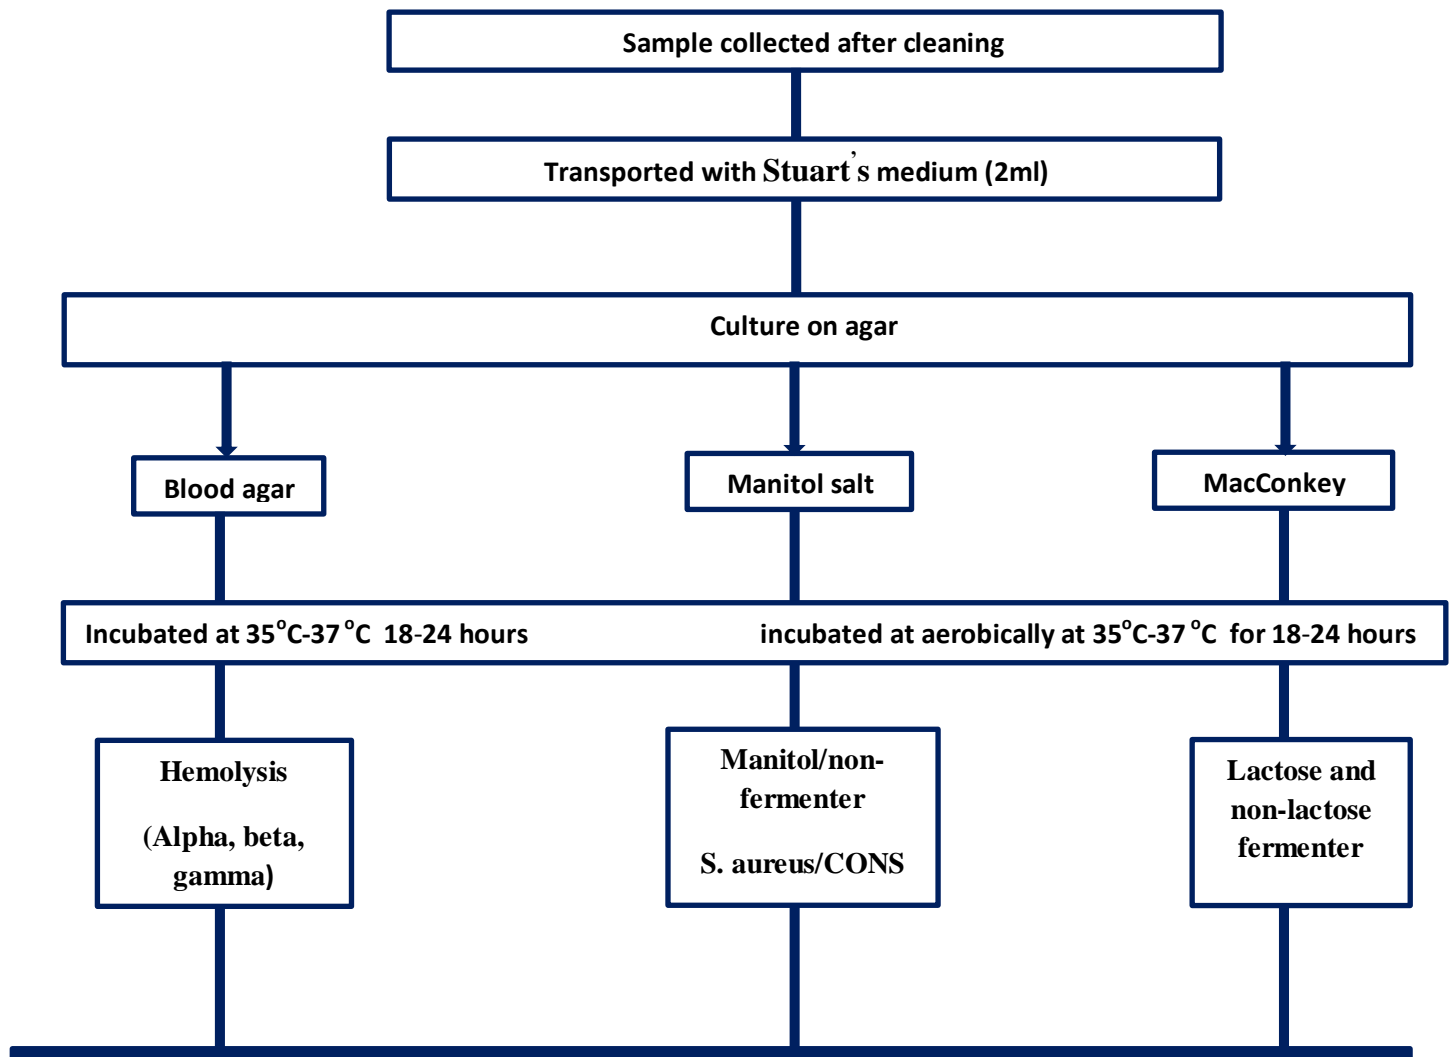 Sample collected after cleaning
Transported with Stuart's medium (2ml)
Culture on agar
Blood agar
Manitol salt
MacConkey
Incubated at 35°C-37 °C 18-24 hours
incubated at aerobically at 35°C-37 °C for 18-24 hours
Hemolysis
(Alpha, beta,
gamma)
Manitol/non-
fermenter
S. aureus/CONS
Lactose and
non-lactose
fermenter